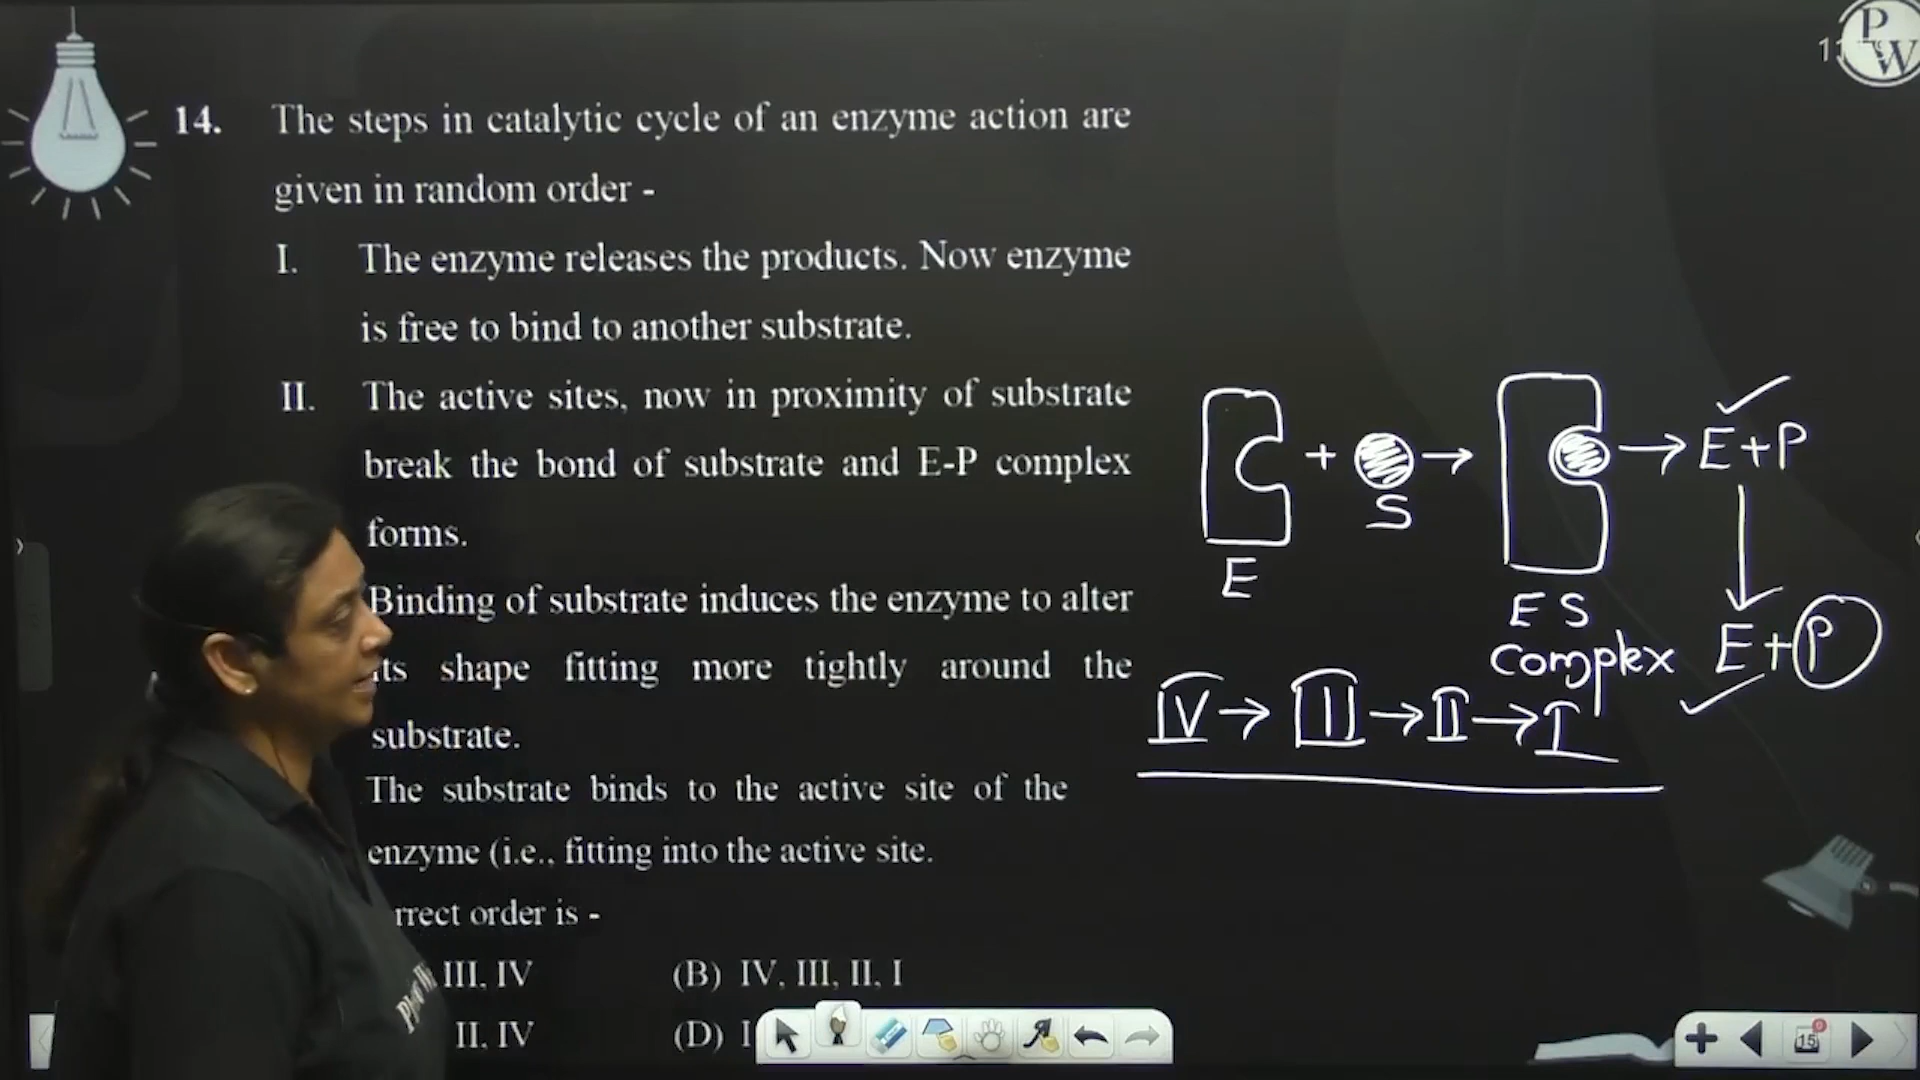 P
W
14. The steps in catalytic cycle of an enzyme action are
given in random order -
I. The enzyme releases the products. Now enzyme
is free to bind to another substrate.
II. The active sites, now in proximity of substrate
break the bond of substrate and E-P complex
forms.
Binding of substrate induces the enzyme to alter
its shape fitting more tightly around the
substrate.
The substrate binds to the active site of the
enzyme (i.e., fitting into the active site.
rrect order is -
III, IV (B) IV, III, II, I
II, IV (D) I
+ → → E+P
S
E
E S
complex
E+P
IV → III → II → I
15